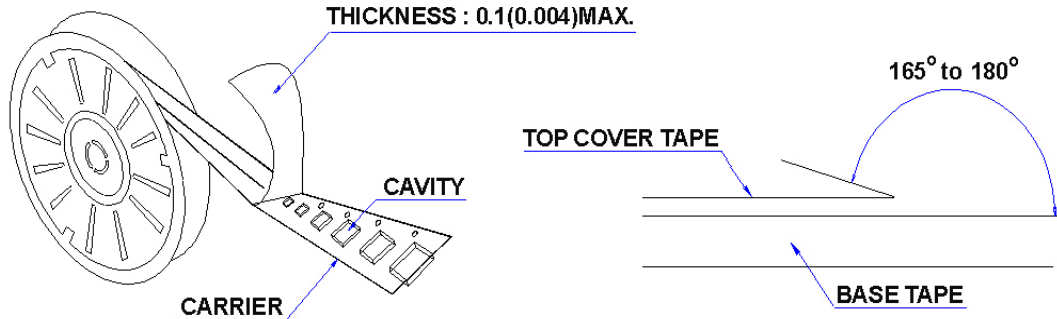 THICKNESS : 0.1(0.004)MAX.
165° to 180°
TOP COVER TAPE
CAVITY
CARRIER
BASE TAPE